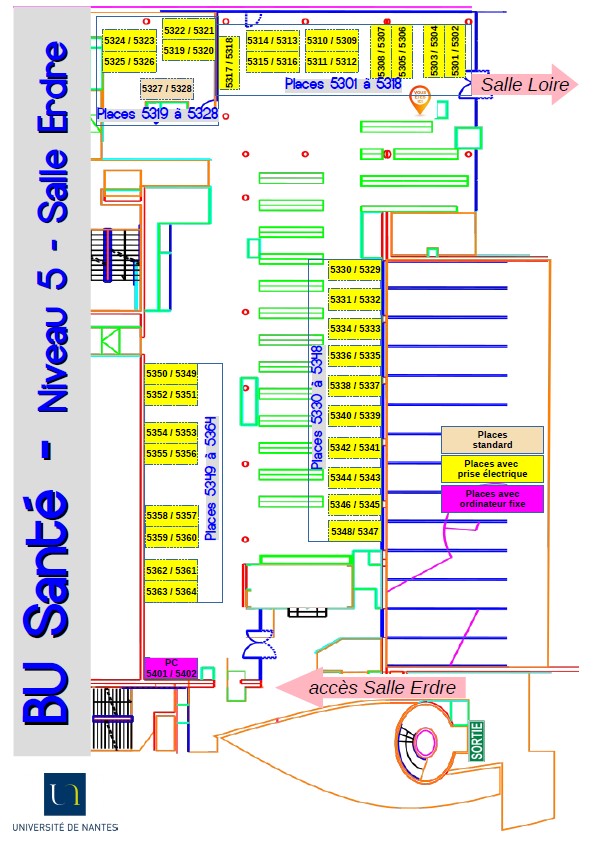 BU Santé - Niveau 5 - Salle Erdre
5322 / 5321
5324 / 5323
5319 / 5320
5325 / 5326
5327 / 5328
Places 5319 à 5328
5317 / 5318
5314 / 5313
5310 / 5309
5315 / 5316
5311 / 5312
5308 / 5307
5305 / 5306
5303 / 5304
5301 / 5302
Places 5301 à 5318
Salle Loire
5330 / 5329
5331 / 5332
5334 / 5333
5336 / 5335
5338 / 5337
5340 / 5339
5342 / 5341
5344 / 5343
5346 / 5345
5348/ 5347
Places 5330 à 5348
5350 / 5349
5352 / 5351
5354 / 5353
5355 / 5356
5358 / 5357
5359 / 5360
5362 / 5361
5363 / 5364
Places 5349 à 5364
Places
standard
Places avec
prise électrique
Places avec
ordinateur fixe
PC
5401 / 5402
accès Salle Erdre
SORTIE
UNIVERSITÉ DE NANTES